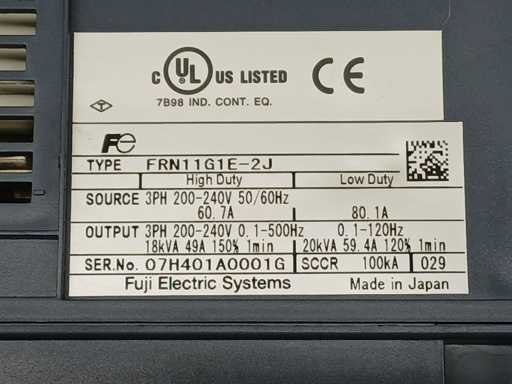 C UL US LISTED CE
7B98 IND. CONT. EQ.
Fe
TYPE FRN11G1E-2J
High Duty Low Duty
SOURCE 3PH 200-240V 50/60Hz
60.7A 80.1A
OUTPUT 3PH 200-240V 0.1-500Hz 0.1-120Hz
18kVA 49A 150% 1min 20kVA 59.4A 120% 1min
SER.No. 07H401A0001G SCCR 100kA 029
Fuji Electric Systems Made in Japan